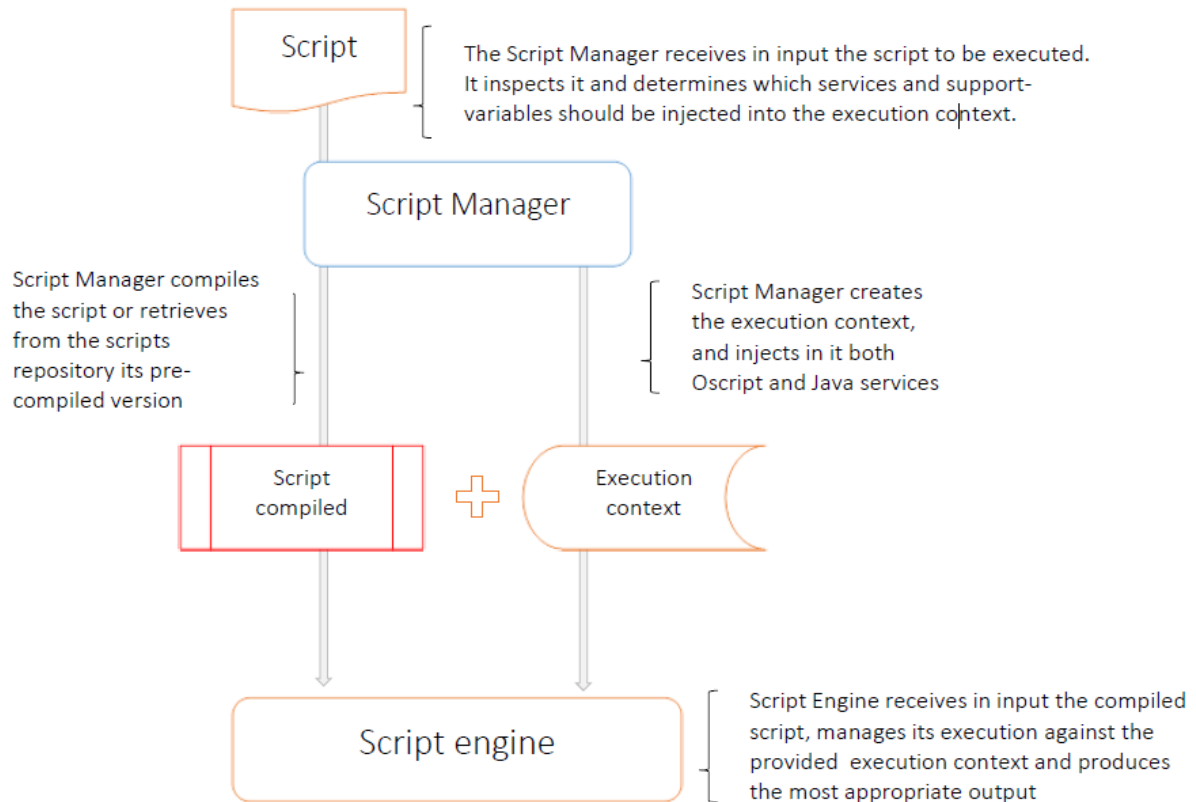 Script
The Script Manager receives in input the script to be executed.
It inspects it and determines which services and support-
variables should be injected into the execution context.
Script Manager
Script Manager compiles
the script or retrieves
from the scripts
repository its pre-
compiled version
Script Manager creates
the execution context,
and injects in it both
Oscript and Java services
Script
compiled
Execution
context
Script engine
Script Engine receives in input the compiled
script, manages its execution against the
provided execution context and produces
the most appropriate output